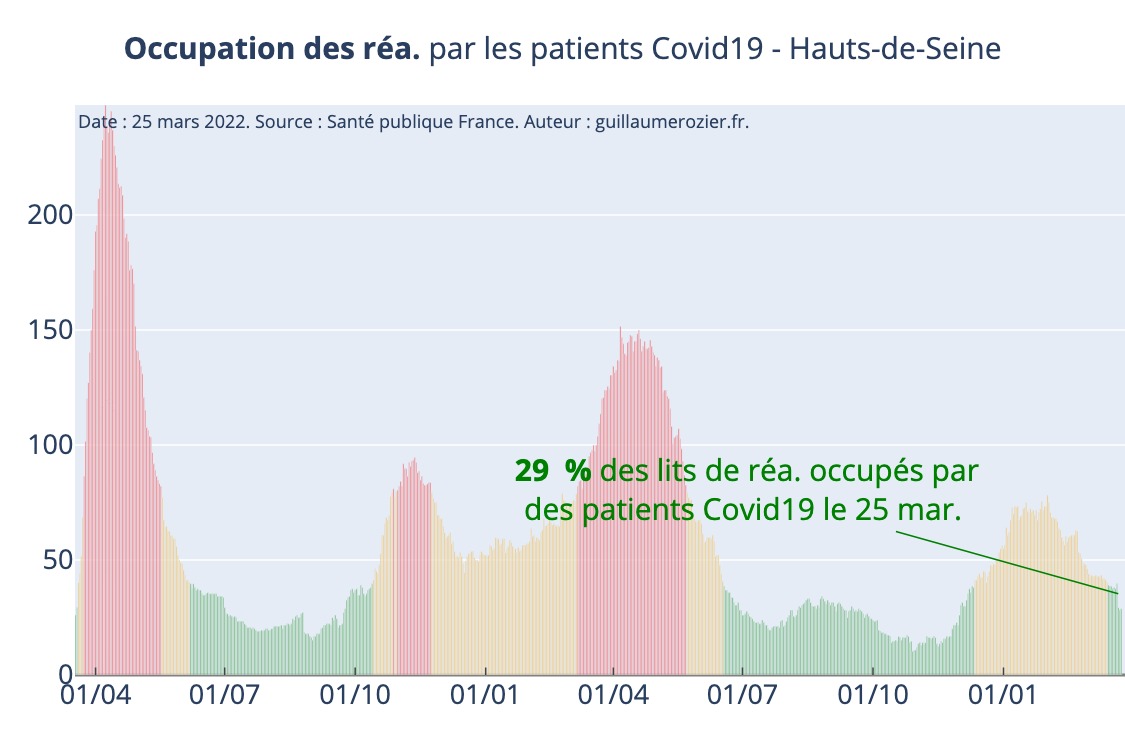 Occupation des réa. par les patients Covid19 - Hauts-de-Seine
Date : 25 mars 2022. Source : Santé publique France. Auteur : guillaumerozier.fr.
200
150
100
29 % des lits de réa. occupés par
des patients Covid19 le 25 mar.
50
0
01/04 01/07 01/10 01/01 01/04 01/07 01/10 01/01